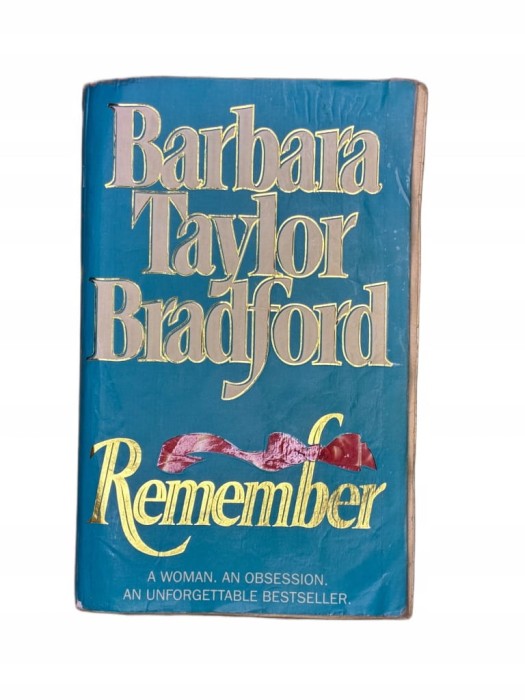 Barbara
Taylor
Bradford
Remember
A WOMAN. AN OBSESSION.
AN UNFORGETTABLE BESTSELLER.